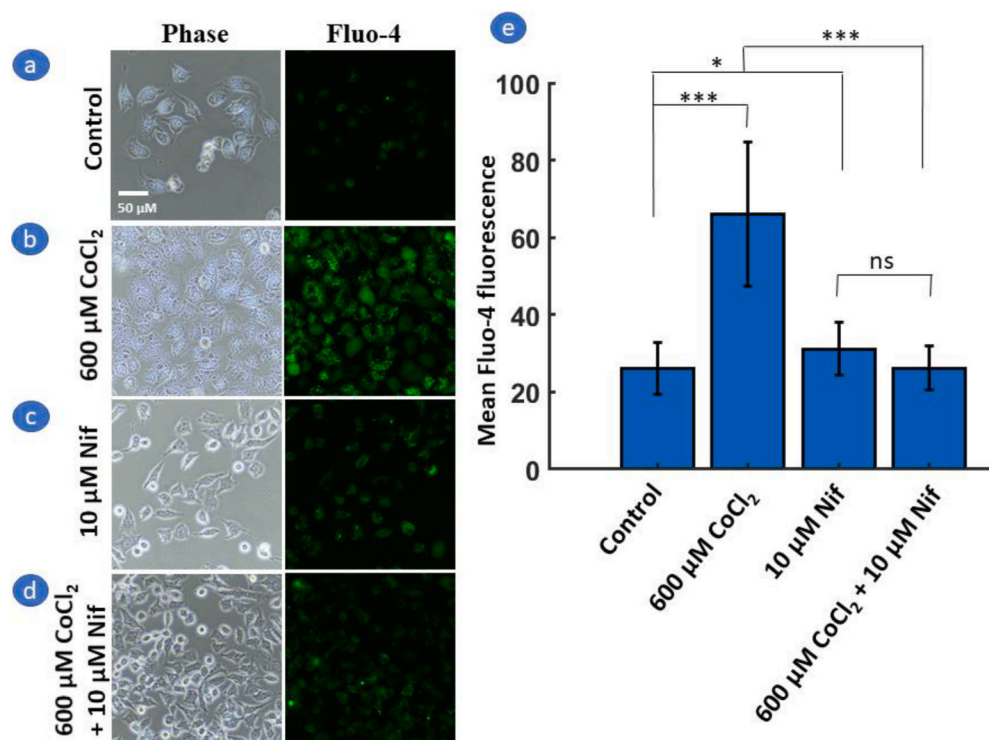 Phase Fluo-4
a
Control
50 µM
b
600 µM CoCl₂
c
10 µM Nif
d
600 µM CoCl₂
+ 10 µM Nif
e
Mean Fluo-4 fluorescence
100
80
60
40
20
0
*
***
***
ns
Control
600 µM CoCl₂
10 µM Nif
600 µM CoCl₂ + 10 µM Nif